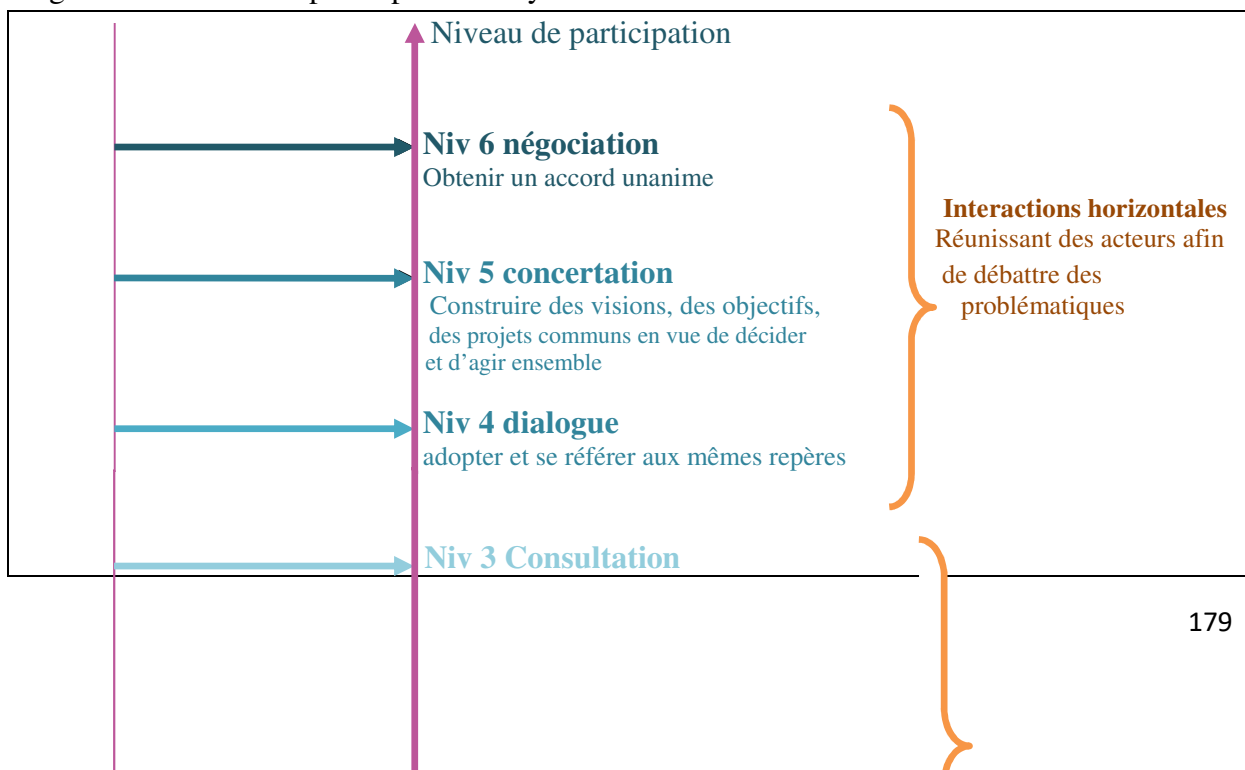 Niveau de participation
Niv 6 négociation
Obtenir un accord unanime
Niv 5 concertation
Construire des visions, des objectifs,
des projets communs en vue de décider
et d’agir ensemble
Niv 4 dialogue
adopter et se référer aux mêmes repères
Interactions horizontales
Réunissant des acteurs afin
de débattre des
problématiques
Niv 3 Consultation
179